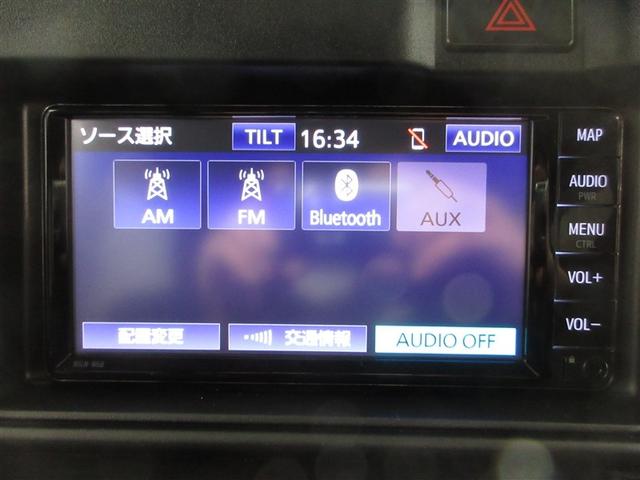 ソース選択 TILT 16:34 AUDIO
AM FM Bluetooth AUX
配置変更 交通情報 AUDIO OFF
MAP
AUDIO
PWR
MENU
CTRL
VOL+
VOL-